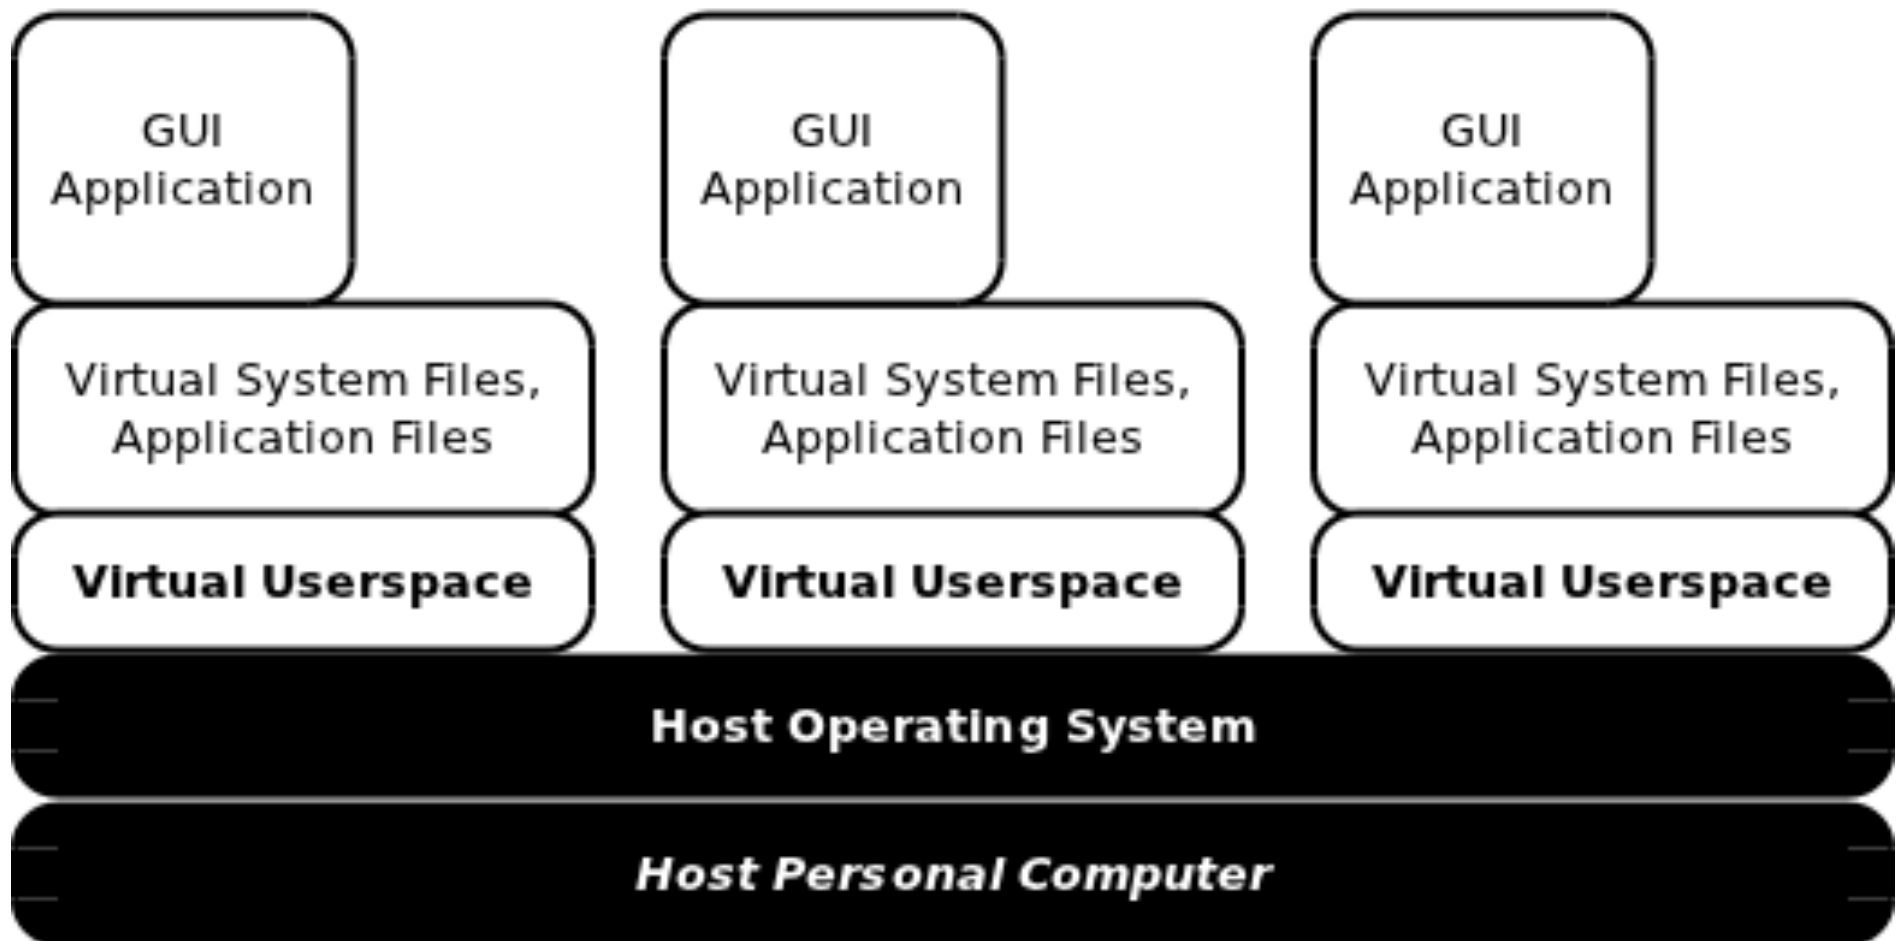 GUI
Application
GUI
Application
GUI
Application
Virtual System Files,
Application Files
Virtual System Files,
Application Files
Virtual System Files,
Application Files
Virtual Userspace
Virtual Userspace
Virtual Userspace
Host Operating System
Host Personal Computer